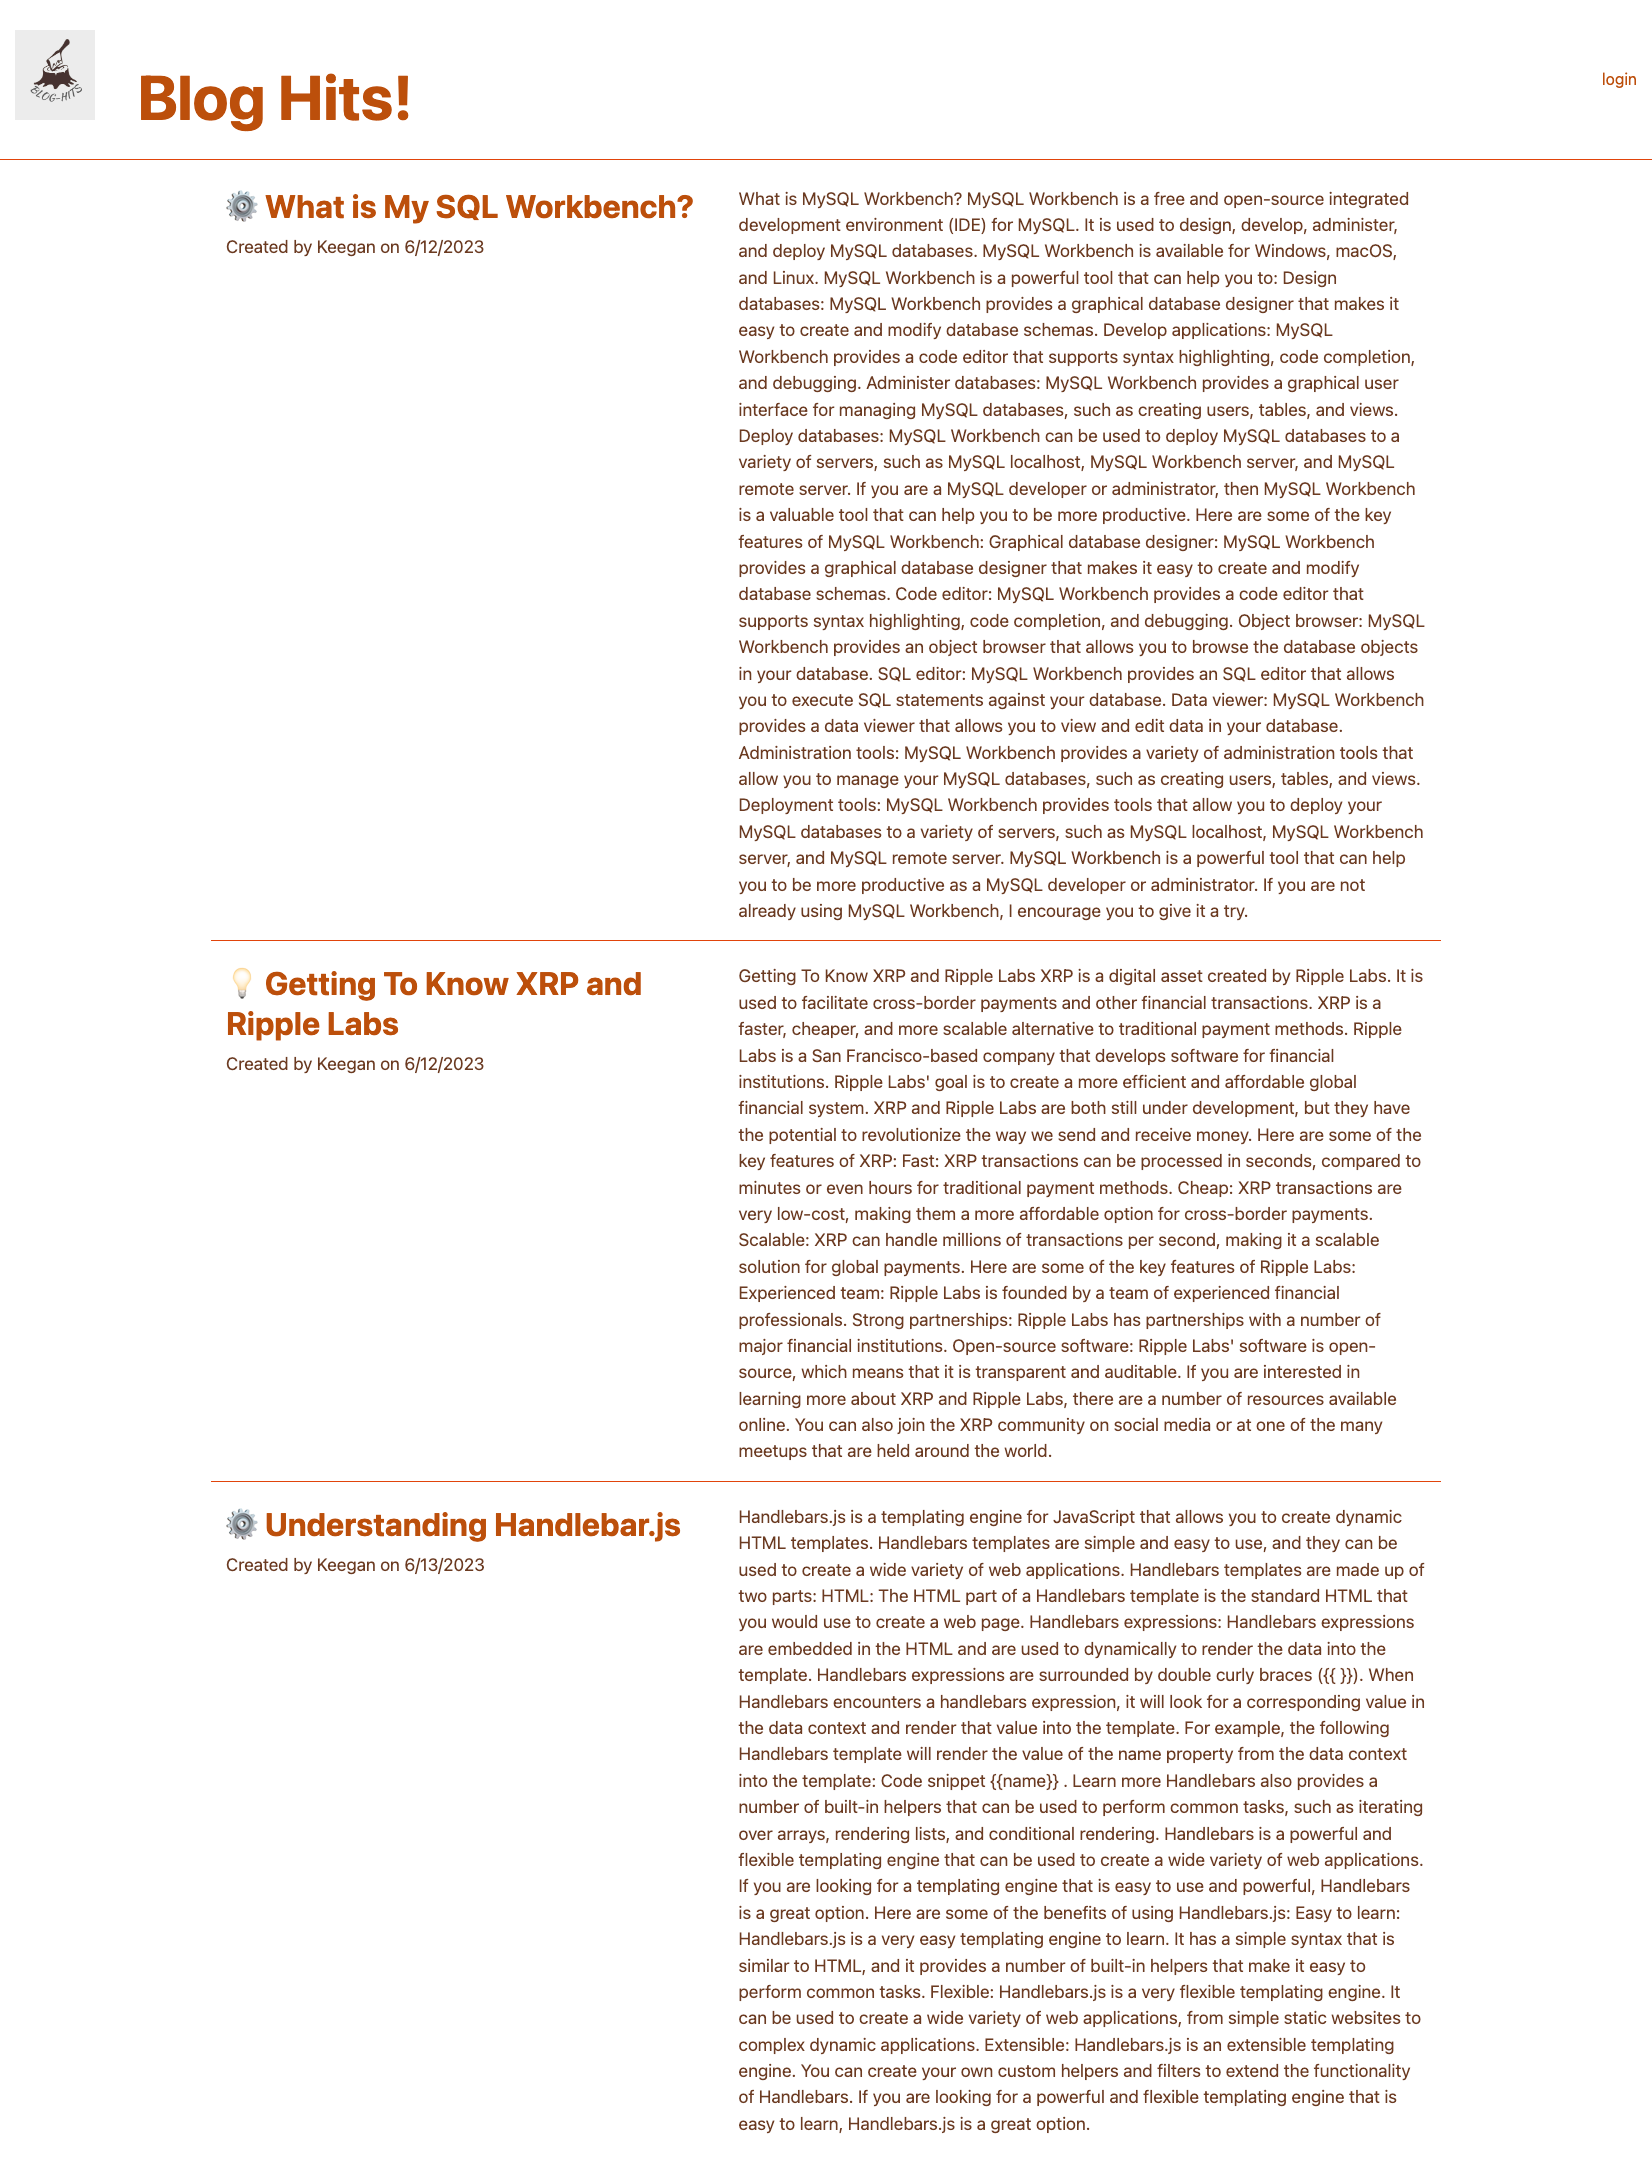 BLOG-HITS
Blog Hits!
login
⚙️ What is My SQL Workbench?
Created by Keegan on 6/12/2023
What is MySQL Workbench? MySQL Workbench is a free and open-source integrated
development environment (IDE) for MySQL. It is used to design, develop, administer,
and deploy MySQL databases. MySQL Workbench is available for Windows, macOS,
and Linux. MySQL Workbench is a powerful tool that can help you to: Design
databases: MySQL Workbench provides a graphical database designer that makes it
easy to create and modify database schemas. Develop applications: MySQL
Workbench provides a code editor that supports syntax highlighting, code completion,
and debugging. Administer databases: MySQL Workbench provides a graphical user
interface for managing MySQL databases, such as creating users, tables, and views.
Deploy databases: MySQL Workbench can be used to deploy MySQL databases to a
variety of servers, such as MySQL localhost, MySQL Workbench server, and MySQL
remote server. If you are a MySQL developer or administrator, then MySQL Workbench
is a valuable tool that can help you to be more productive. Here are some of the key
features of MySQL Workbench: Graphical database designer: MySQL Workbench
provides a graphical database designer that makes it easy to create and modify
database schemas. Code editor: MySQL Workbench provides a code editor that
supports syntax highlighting, code completion, and debugging. Object browser: MySQL
Workbench provides an object browser that allows you to browse the database objects
in your database. SQL editor: MySQL Workbench provides an SQL editor that allows
you to execute SQL statements against your database. Data viewer: MySQL Workbench
provides a data viewer that allows you to view and edit data in your database.
Administration tools: MySQL Workbench provides a variety of administration tools that
allow you to manage your MySQL databases, such as creating users, tables, and views.
Deployment tools: MySQL Workbench provides tools that allow you to deploy your
MySQL databases to a variety of servers, such as MySQL localhost, MySQL Workbench
server, and MySQL remote server. MySQL Workbench is a powerful tool that can help
you to be more productive as a MySQL developer or administrator. If you are not
already using MySQL Workbench, I encourage you to give it a try.
💡 Getting To Know XRP and
Ripple Labs
Created by Keegan on 6/12/2023
Getting To Know XRP and Ripple Labs XRP is a digital asset created by Ripple Labs. It is
used to facilitate cross-border payments and other financial transactions. XRP is a
faster, cheaper, and more scalable alternative to traditional payment methods. Ripple
Labs is a San Francisco-based company that develops software for financial
institutions. Ripple Labs' goal is to create a more efficient and affordable global
financial system. XRP and Ripple Labs are both still under development, but they have
the potential to revolutionize the way we send and receive money. Here are some of the
key features of XRP: Fast: XRP transactions can be processed in seconds, compared to
minutes or even hours for traditional payment methods. Cheap: XRP transactions are
very low-cost, making them a more affordable option for cross-border payments.
Scalable: XRP can handle millions of transactions per second, making it a scalable
solution for global payments. Here are some of the key features of Ripple Labs:
Experienced team: Ripple Labs is founded by a team of experienced financial
professionals. Strong partnerships: Ripple Labs has partnerships with a number of
major financial institutions. Open-source software: Ripple Labs' software is open-
source, which means that it is transparent and auditable. If you are interested in
learning more about XRP and Ripple Labs, there are a number of resources available
online. You can also join the XRP community on social media or at one of the many
meetups that are held around the world.
⚙️ Understanding Handlebar.js
Created by Keegan on 6/13/2023
Handlebars.js is a templating engine for JavaScript that allows you to create dynamic
HTML templates. Handlebars templates are simple and easy to use, and they can be
used to create a wide variety of web applications. Handlebars templates are made up of
two parts: HTML: The HTML part of a Handlebars template is the standard HTML that
you would use to create a web page. Handlebars expressions: Handlebars expressions
are embedded in the HTML and are used to dynamically to render the data into the
template. Handlebars expressions are surrounded by double curly braces ({{ }}). When
Handlebars encounters a handlebars expression, it will look for a corresponding value in
the data context and render that value into the template. For example, the following
Handlebars template will render the value of the name property from the data context
into the template: Code snippet {{name}} . Learn more Handlebars also provides a
number of built-in helpers that can be used to perform common tasks, such as iterating
over arrays, rendering lists, and conditional rendering. Handlebars is a powerful and
flexible templating engine that can be used to create a wide variety of web applications.
If you are looking for a templating engine that is easy to use and powerful, Handlebars
is a great option. Here are some of the benefits of using Handlebars.js: Easy to learn:
Handlebars.js is a very easy templating engine to learn. It has a simple syntax that is
similar to HTML, and it provides a number of built-in helpers that make it easy to
perform common tasks. Flexible: Handlebars.js is a very flexible templating engine. It
can be used to create a wide variety of web applications, from simple static websites to
complex dynamic applications. Extensible: Handlebars.js is an extensible templating
engine. You can create your own custom helpers and filters to extend the functionality
of Handlebars. If you are looking for a powerful and flexible templating engine that is
easy to learn, Handlebars.js is a great option.